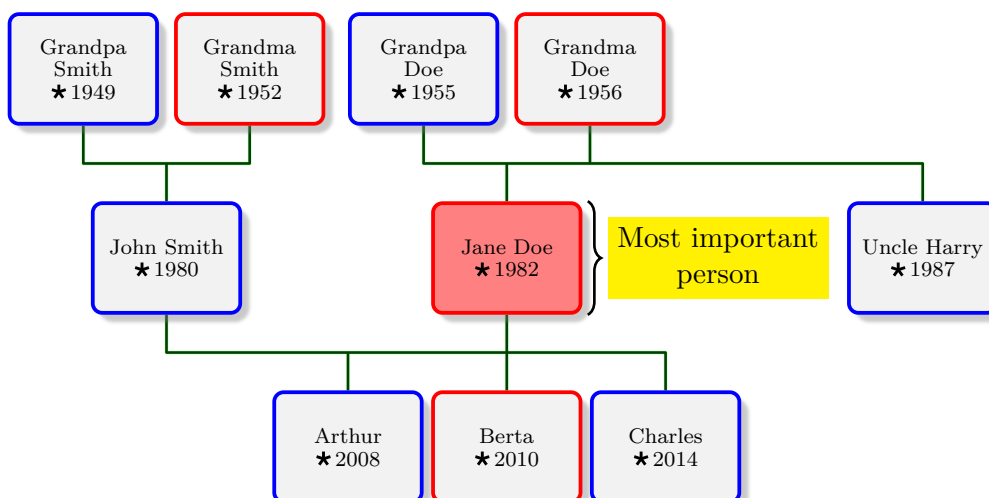 Grandpa
Smith
★1949
Grandma
Smith
★1952
Grandpa
Doe
★1955
Grandma
Doe
★1956
John Smith
★1980
Jane Doe
★1982
Most important
person
Uncle Harry
★1987
Arthur
★2008
Berta
★2010
Charles
★2014